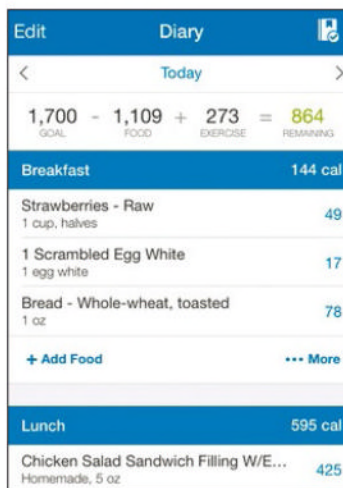 Edit Diary
< Today >
1,700 - 1,109 + 273 = 864
GOAL FOOD EXERCISE REMAINING
Breakfast 144 cal
Strawberries - Raw
1 cup, halves
49
1 Scrambled Egg White
1 egg white
17
Bread - Whole-wheat, toasted
1 oz
78
+ Add Food ••• More
Lunch 595 cal
Chicken Salad Sandwich Filling W/E...
Homemade, 5 oz
425